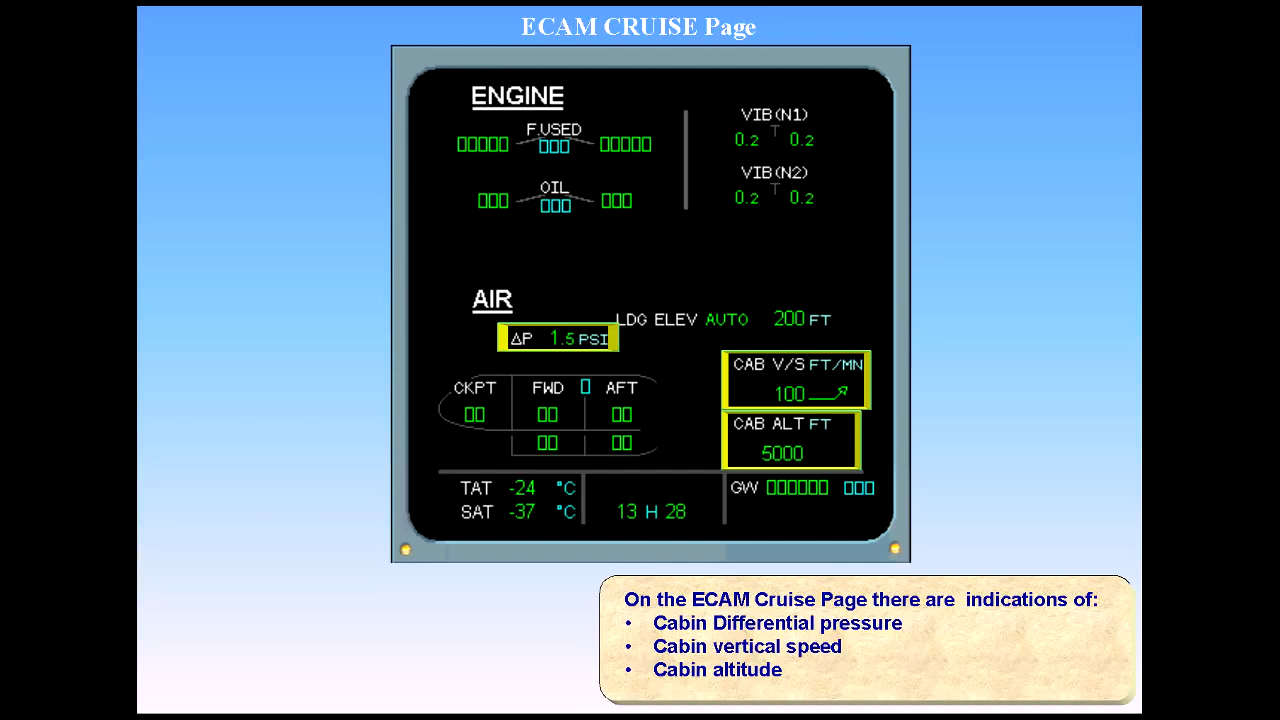 ECAM CRUISE Page
ENGINE
F.USED
VIB(N1)
0.2 0.2
OIL
VIB(N2)
0.2 0.2
AIR
LDG ELEV AUTO 200 FT
ΔP 1.5 PSI
CAB V/S FT/MN
100
CKPT FWD AFT
CAB ALT FT
5000
TAT -24 °C
GW
SAT -37 °C
13 H 28
On the ECAM Cruise Page there are indications of:
• Cabin Differential pressure
• Cabin vertical speed
• Cabin altitude